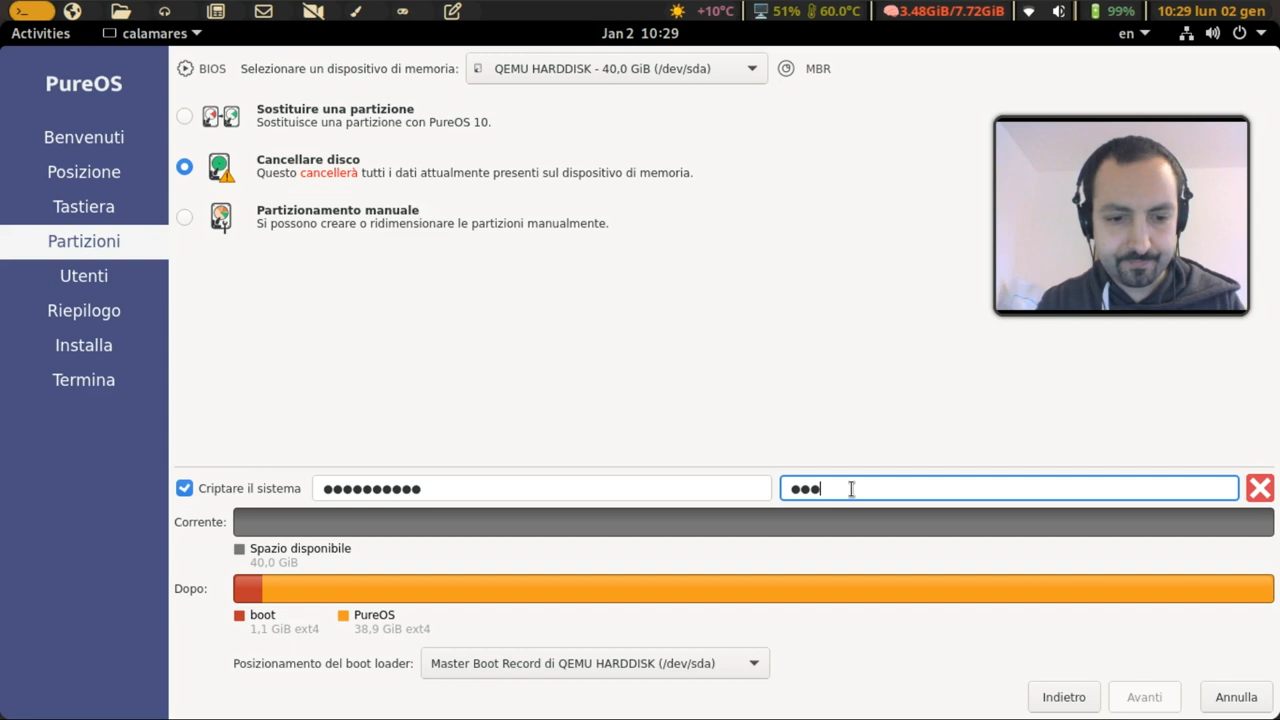 +10°C 51% 60.0°C 3.48GiB/7.72GiB 99% 10:29 lun 02 gen
Activities calamares Jan 2 10:29 en
PureOS
Benvenuti
Posizione
Tastiera
Partizioni
Utenti
Riepilogo
Installa
Termina
BIOS Selezionare un dispositivo di memoria: QEMU HARDDISK - 40,0 GiB (/dev/sda) MBR
Sostituire una partizione
Sostituisce una partizione con PureOS 10.
Cancellare disco
Questo cancellerà tutti i dati attualmente presenti sul dispositivo di memoria.
Partizionamento manuale
Si possono creare o ridimensionare le partizioni manualmente.
Criptare il sistema ●●●●●●●●●● ●●●
Corrente:
Spazio disponibile
40,0 GiB
Dopo:
boot PureOS
1,1 GiB ext4 38,9 GiB ext4
Posizionamento del boot loader: Master Boot Record di QEMU HARDDISK (/dev/sda)
Indietro Avanti Annulla